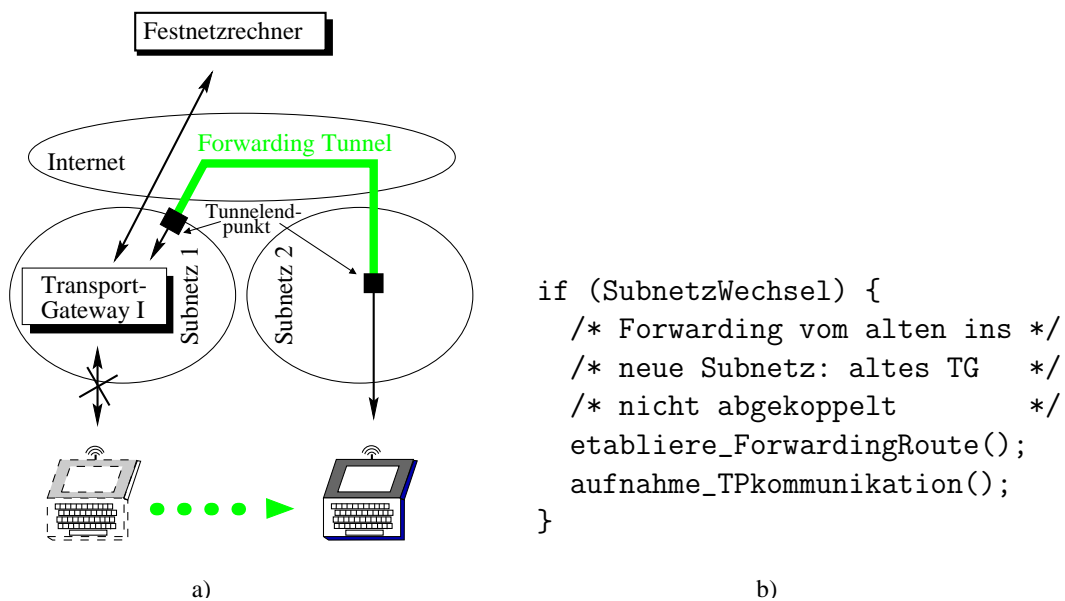 Festnetzrechner
Forwarding Tunnel
Internet
Tunnelend-
punkt
Subnetz 1
Subnetz 2
Transport-
Gateway I
if (SubnetzWechsel) {
/* Forwarding vom alten ins */
/* neue Subnetz: altes TG */
/* nicht abgekoppelt */
etabliere_ForwardingRoute();
aufnahme_TPkommunikation();
}
a)
b)